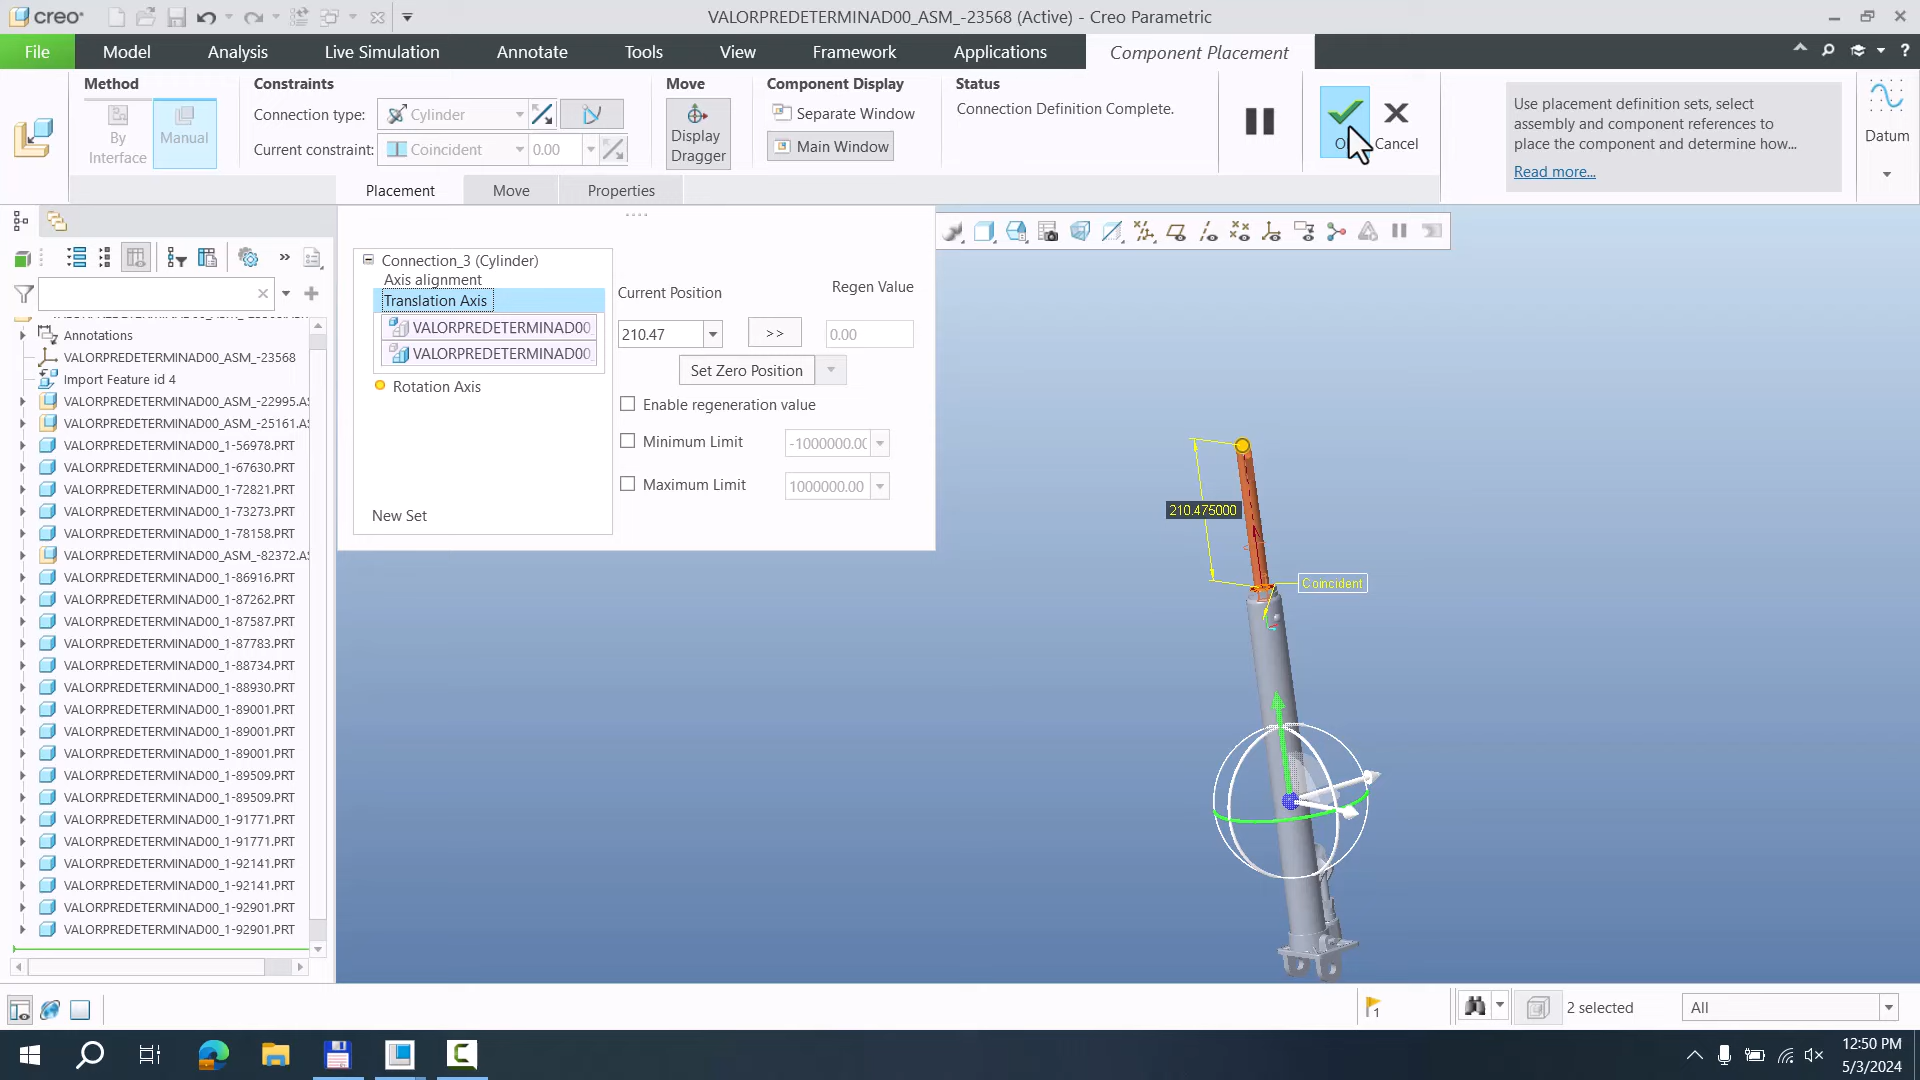 creo®
VALORPREDETERMINAD00_ASM_-23568 (Active) - Creo Parametric
File
Model
Analysis
Live Simulation
Annotate
Tools
View
Framework
Applications
Component Placement
Method
By
Interface
Manual
Constraints
Connection type:
Cylinder
Current constraint:
Coincident
0.00
Move
Display
Dragger
Component Display
Separate Window
Main Window
Status
Connection Definition Complete.
Cancel
Use placement definition sets, select
assembly and component references to
place the component and determine how...
Read more...
Datum
Placement
Move
Properties
Connection_3 (Cylinder)
Axis alignment
Translation Axis
VALORPREDETERMINAD00_
VALORPREDETERMINAD00_
Rotation Axis
New Set
Current Position
Regen Value
210.47
>>
0.00
Set Zero Position
Enable regeneration value
Minimum Limit
-1000000.00
Maximum Limit
1000000.00
Annotations
VALORPREDETERMINAD00_ASM_-23568
Import Feature id 4
VALORPREDETERMINAD00_ASM_-22995.AS
VALORPREDETERMINAD00_ASM_-25161.AS
VALORPREDETERMINAD00_1-56978.PRT
VALORPREDETERMINAD00_1-67630.PRT
VALORPREDETERMINAD00_1-72821.PRT
VALORPREDETERMINAD00_1-73273.PRT
VALORPREDETERMINAD00_1-78158.PRT
VALORPREDETERMINAD00_ASM_-82372.AS
VALORPREDETERMINAD00_1-86916.PRT
VALORPREDETERMINAD00_1-87262.PRT
VALORPREDETERMINAD00_1-87587.PRT
VALORPREDETERMINAD00_1-87783.PRT
VALORPREDETERMINAD00_1-88734.PRT
VALORPREDETERMINAD00_1-88930.PRT
VALORPREDETERMINAD00_1-89001.PRT
VALORPREDETERMINAD00_1-89001.PRT
VALORPREDETERMINAD00_1-89001.PRT
VALORPREDETERMINAD00_1-89509.PRT
VALORPREDETERMINAD00_1-89509.PRT
VALORPREDETERMINAD00_1-91771.PRT
VALORPREDETERMINAD00_1-91771.PRT
VALORPREDETERMINAD00_1-92141.PRT
VALORPREDETERMINAD00_1-92141.PRT
VALORPREDETERMINAD00_1-92901.PRT
VALORPREDETERMINAD00_1-92901.PRT
210.475000
Coincident
1
2 selected
All
12:50 PM
5/3/2024